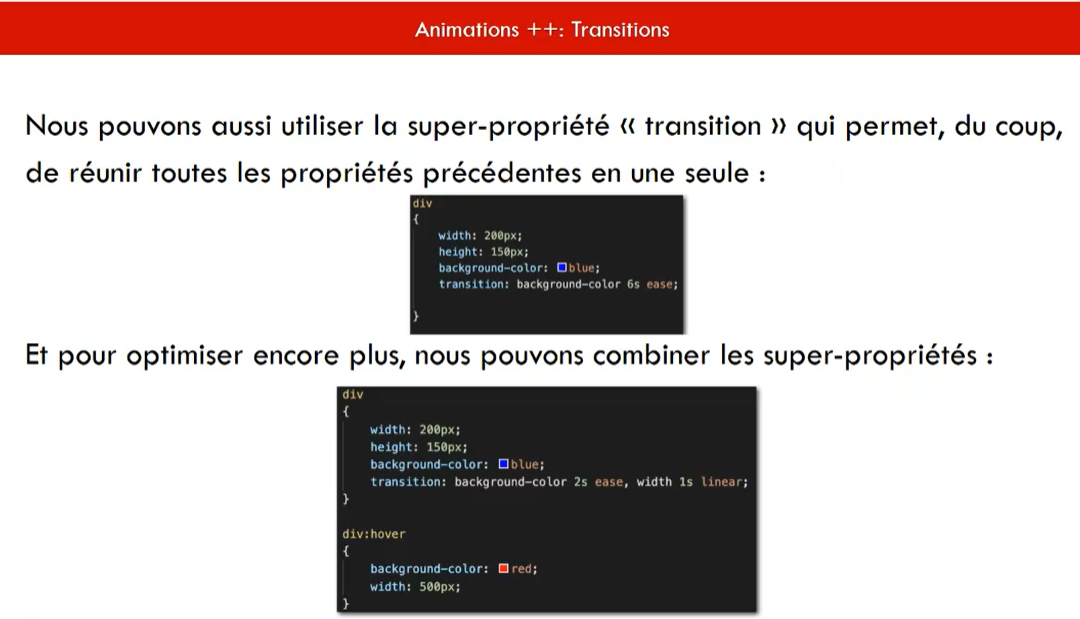 Animations ++: Transitions
Nous pouvons aussi utiliser la super-propriété « transition » qui permet, du coup,
de réunir toutes les propriétés précédentes en une seule :
div
{
width: 200px;
height: 150px;
background-color: blue;
transition: background-color 6s ease;
}
Et pour optimiser encore plus, nous pouvons combiner les super-propriétés :
div
{
width: 200px;
height: 150px;
background-color: blue;
transition: background-color 2s ease, width 1s linear;
}
div:hover
{
background-color: red;
width: 500px;
}